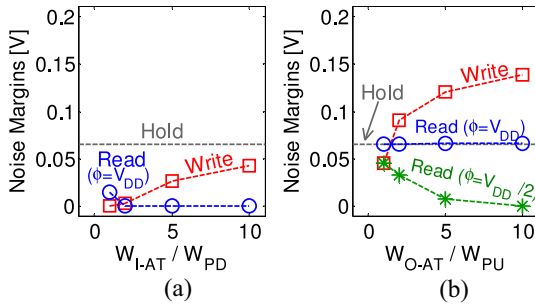 (a)
0.2
0.15
0.1
0.05
0
Noise Margins [V]
Hold
Read
(ϕ=V_DD)
Write
0 5 10
W_I-AT / W_PD
(a)
(b)
0.2
0.15
0.1
0.05
0
Noise Margins [V]
Write
Hold
Read (ϕ=V_DD)
Read (ϕ=V_DD/2)
0 5 10
W_O-AT / W_PU
(b)